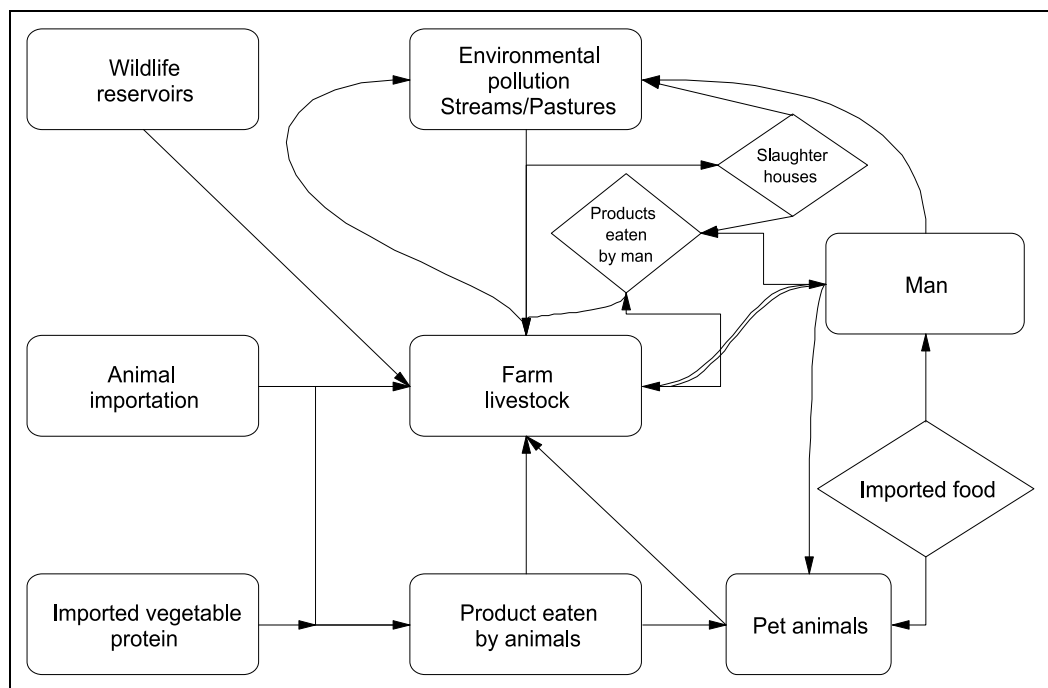 Wildlife
reservoirs
Environmental
pollution
Streams/Pastures
Slaughter
houses
Products
eaten
by man
Man
Animal
importation
Farm
livestock
Imported food
Imported vegetable
protein
Product eaten
by animals
Pet animals